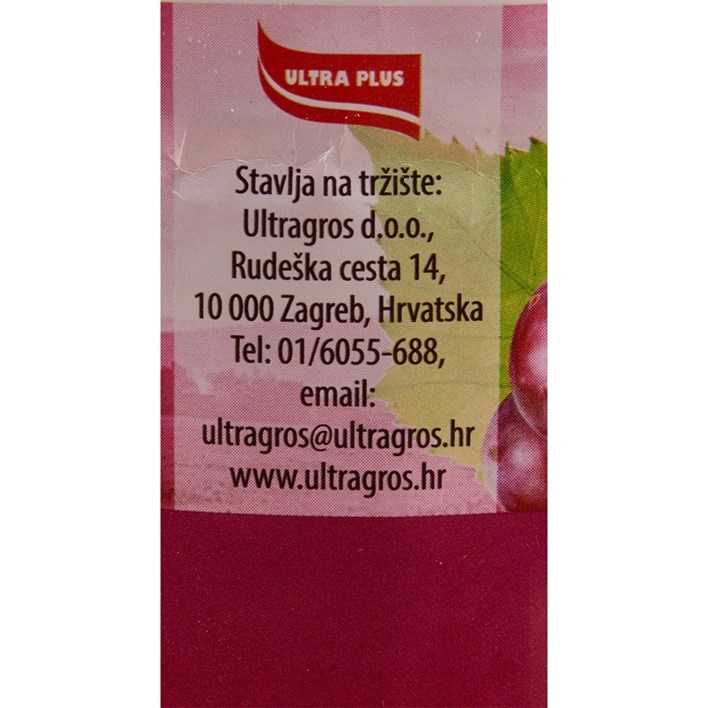 ULTRA PLUS
Stavlja na tržište:
Ultragros d.o.o.,
Rudeška cesta 14,
10 000 Zagreb, Hrvatska
Tel: 01/6055-688,
email:
ultragros@ultragros.hr
www.ultragros.hr